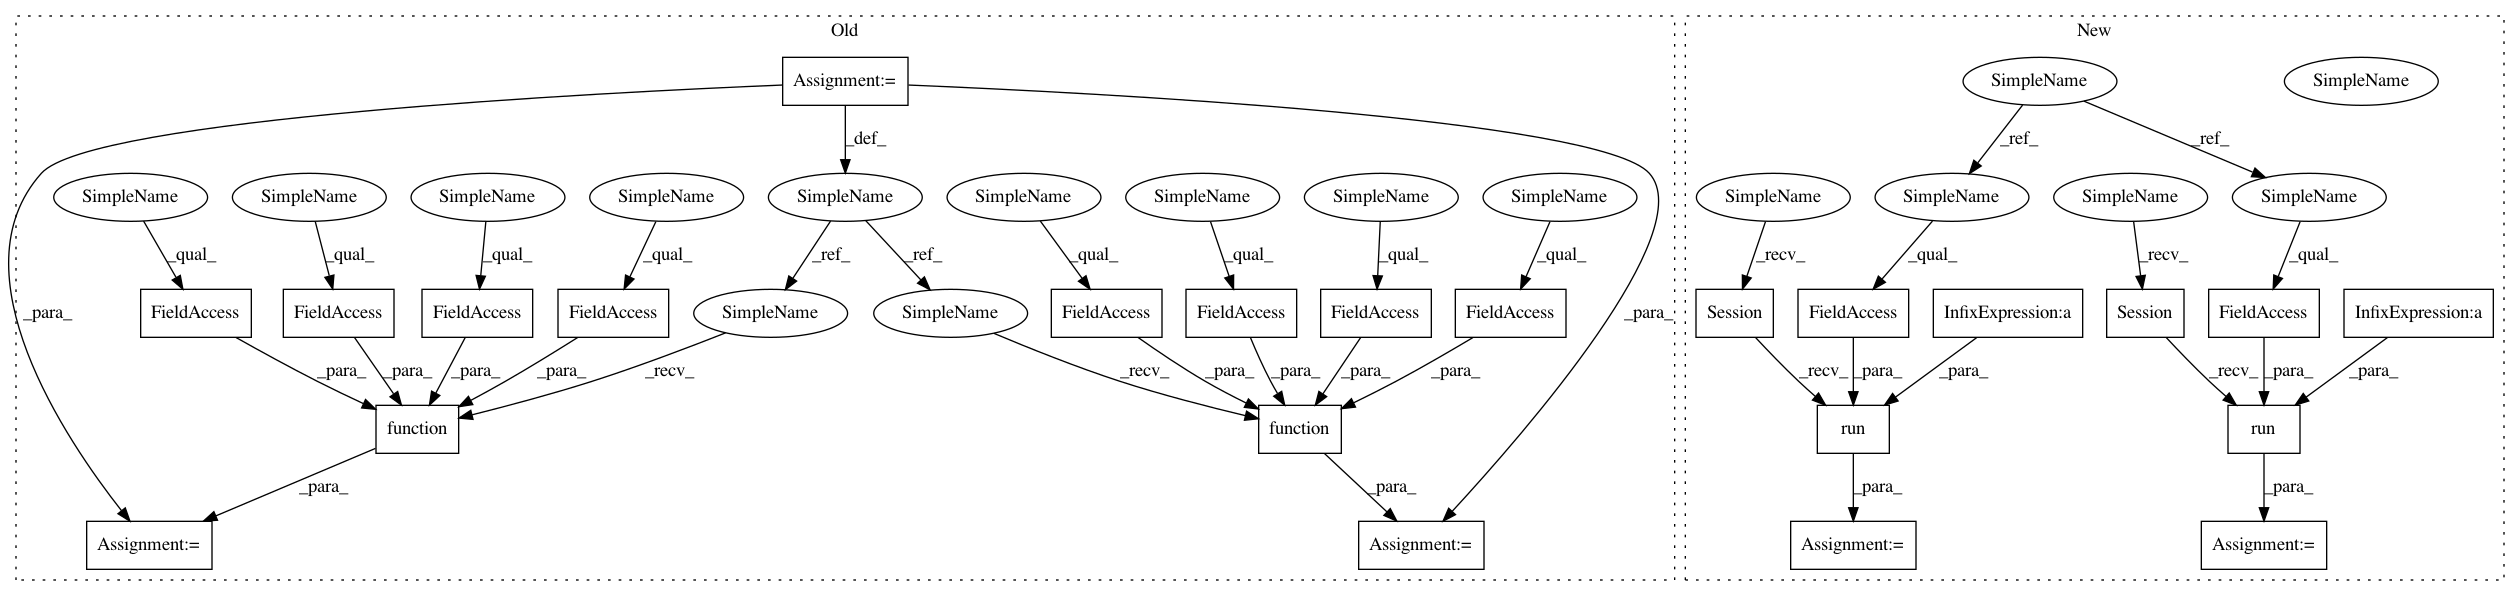 Old
New
Assignment:=
SimpleName
SimpleName
_def_
_ref_
_ref_
SimpleName
SimpleName
SimpleName
SimpleName
SimpleName
SimpleName
SimpleName
SimpleName
SimpleName
SimpleName
SimpleName
SimpleName
SimpleName
_qual_
_qual_
_qual_
_qual_
_ref_
_ref_
_qual_
_qual_
_qual_
_qual_
_recv_
_qual_
_recv_
_qual_
_para_
FieldAccess
FieldAccess
FieldAccess
FieldAccess
SimpleName
SimpleName
FieldAccess
FieldAccess
FieldAccess
FieldAccess
_para_
Session
FieldAccess
InfixExpression:a
Session
FieldAccess
InfixExpression:a
_para_
_para_
_para_
_para_
_recv_
_recv_
_para_
_para_
_para_
_para_
_recv_
_para_
_para_
_recv_
_para_
_para_
function
function
run
run
_para_
_para_
_para_
_para_
Assignment:=
Assignment:=
Assignment:=
Assignment:=